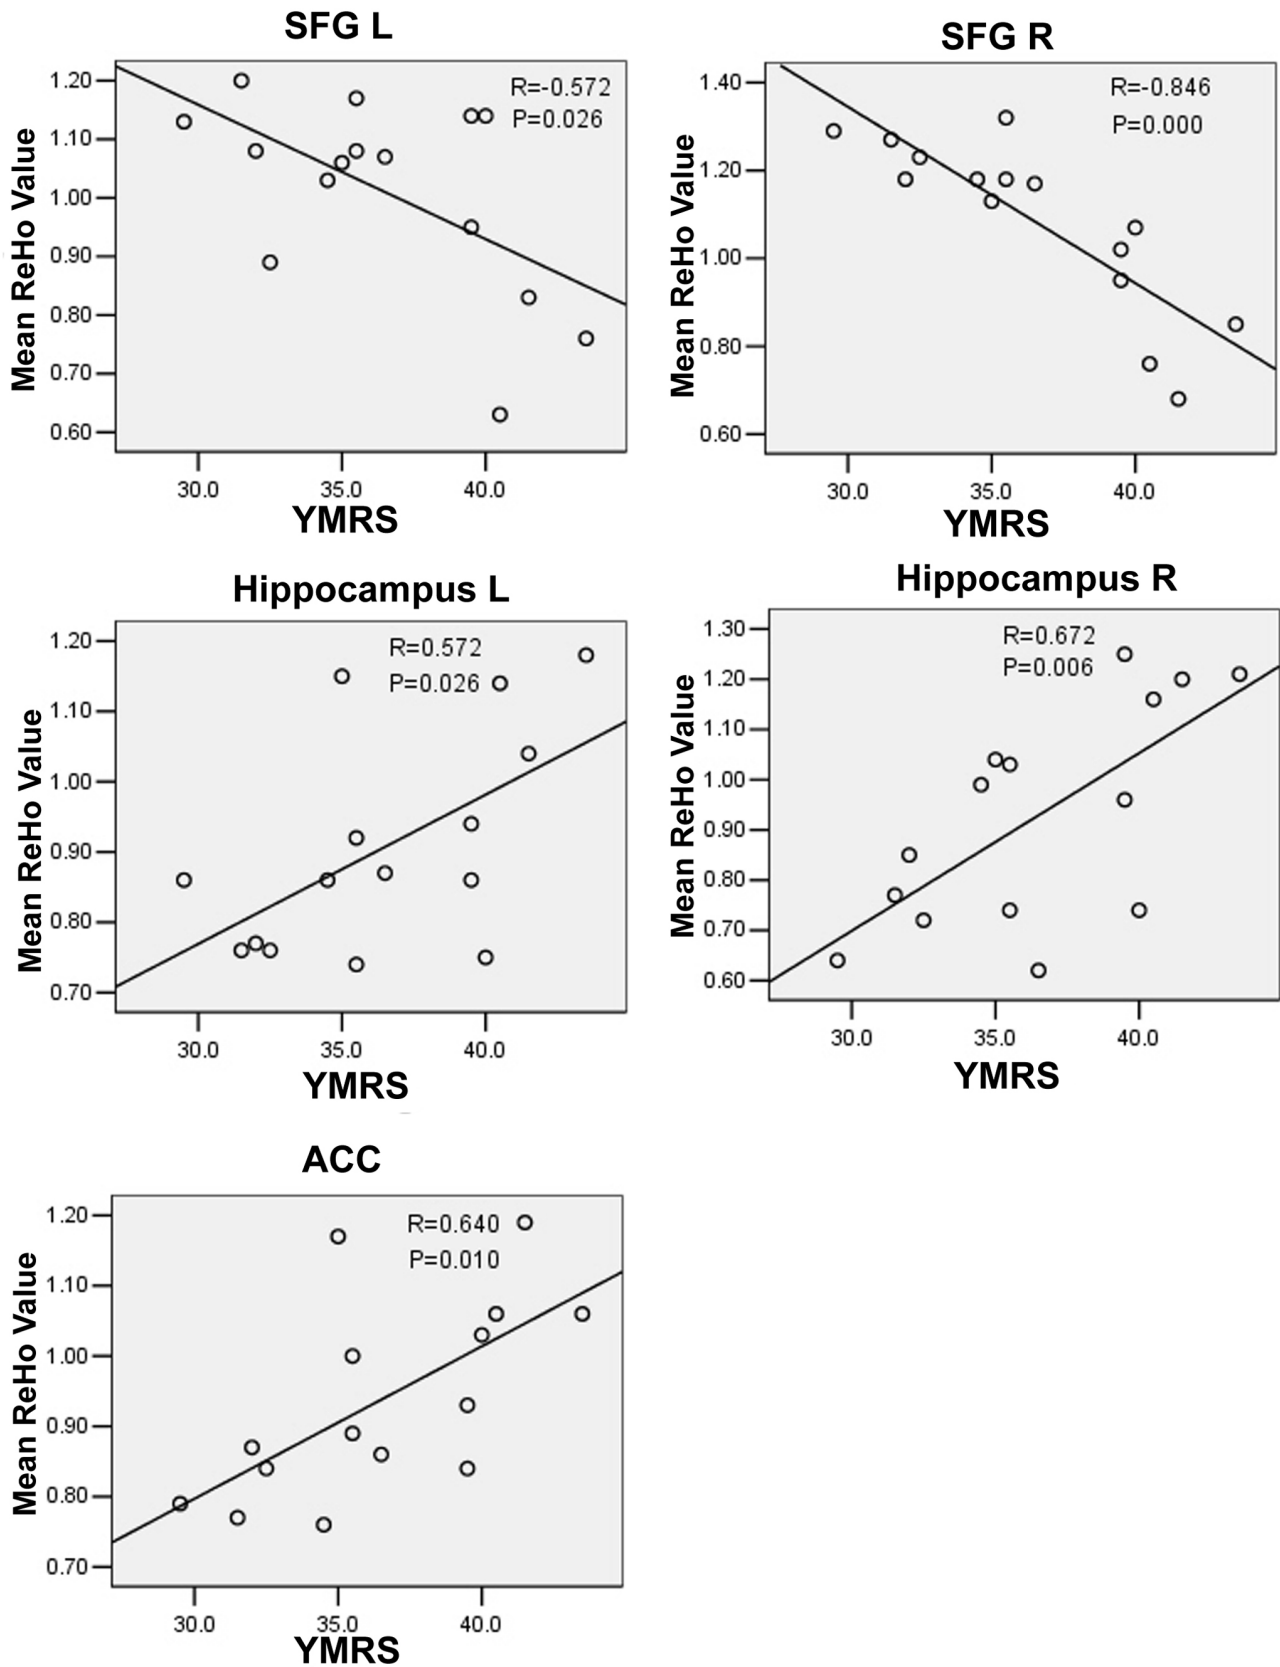 SFG L
R=-0.572
P=0.026
1.20
1.10
1.00
0.90
0.80
0.70
0.60
Mean ReHo Value
30.0 35.0 40.0
YMRS
SFG R
R=-0.846
P=0.000
1.40
1.20
1.00
0.80
0.60
Mean ReHo Value
30.0 35.0 40.0
YMRS
Hippocampus L
R=0.572
P=0.026
1.20
1.10
1.00
0.90
0.80
0.70
Mean ReHo Value
30.0 35.0 40.0
YMRS
Hippocampus R
R=0.672
P=0.006
1.30
1.20
1.10
1.00
0.90
0.80
0.70
0.60
Mean ReHo Value
30.0 35.0 40.0
YMRS
ACC
R=0.640
P=0.010
1.20
1.10
1.00
0.90
0.80
0.70
Mean ReHo Value
30.0 35.0 40.0
YMRS